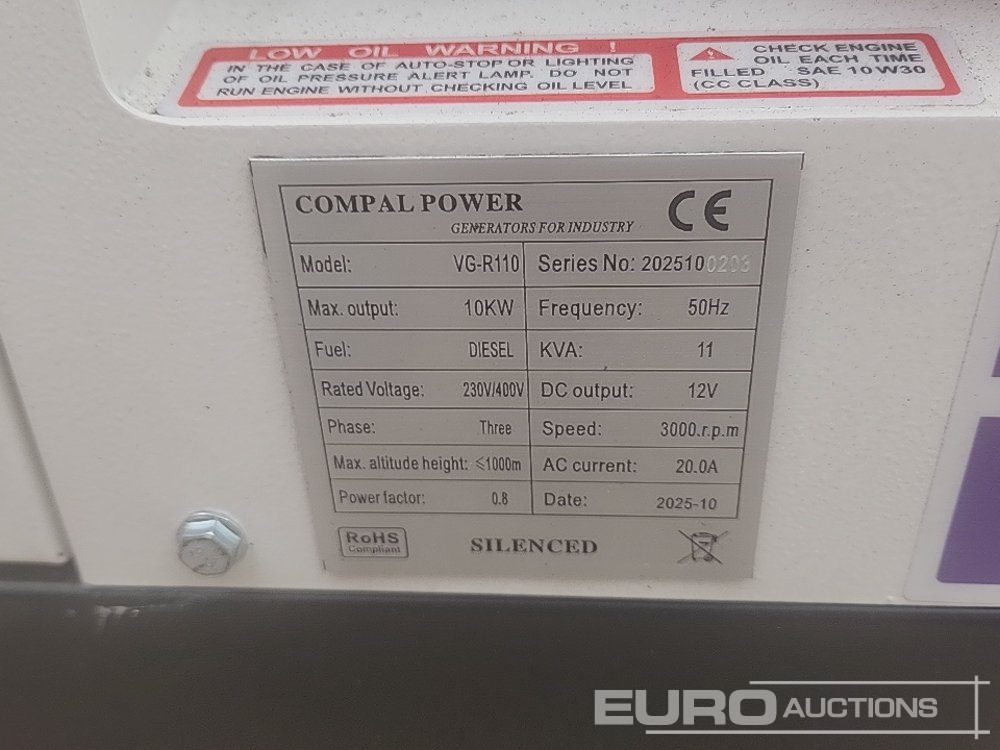 LOW OIL WARNING !
IN THE CASE OF AUTO-STOP OR LIGHTING
OF OIL PRESSURE ALERT LAMP. DO NOT
RUN ENGINE WITHOUT CHECKING OIL LEVEL
CHECK ENGINE
OIL EACH TIME
FILLED SAE 10W30
(CC CLASS)
COMPAL POWER
GENERATORS FOR INDUSTRY
CE
Model: VG-R110 Series No: 2025100203
Max. output: 10KW Frequency: 50Hz
Fuel: DIESEL KVA: 11
Rated Voltage: 230V/400V DC output: 12V
Phase: Three Speed: 3000.r.p.m
Max. altitude height: ≤1000m AC current: 20.0A
Power factor: 0.8 Date: 2025-10
RoHS
Compliant
SILENCED
EURO AUCTIONS